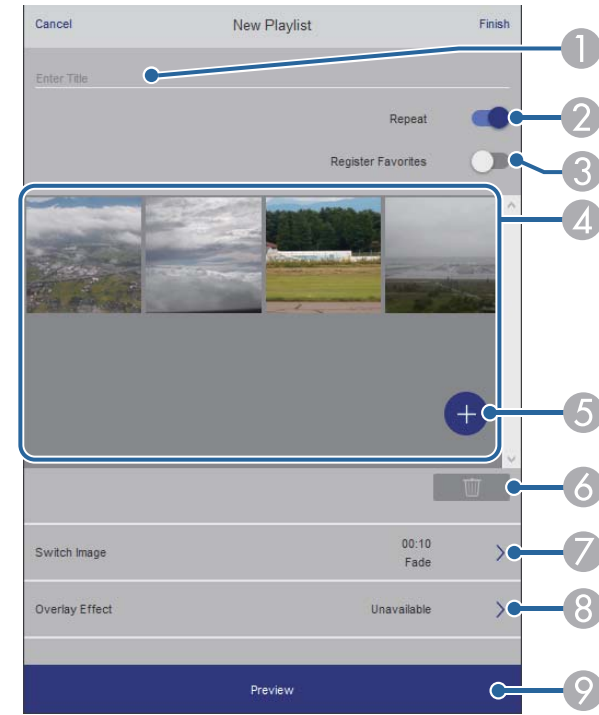 Cancel New Playlist Finish
1
Enter Title
Repeat 2
Register Favorites 3
4
5
6
Switch Image 00:10 7
Fade
Overlay Effect Unavailable 8
Preview 9